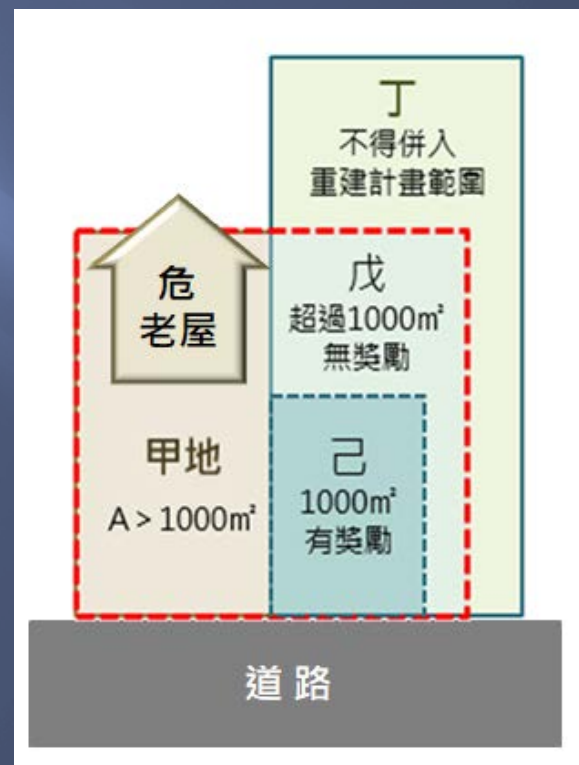 丁
不得併入
重建計畫範圍
危
老屋
戊
超過1000㎡
無獎勵
甲地
A > 1000㎡
己
1000㎡
有獎勵
道路